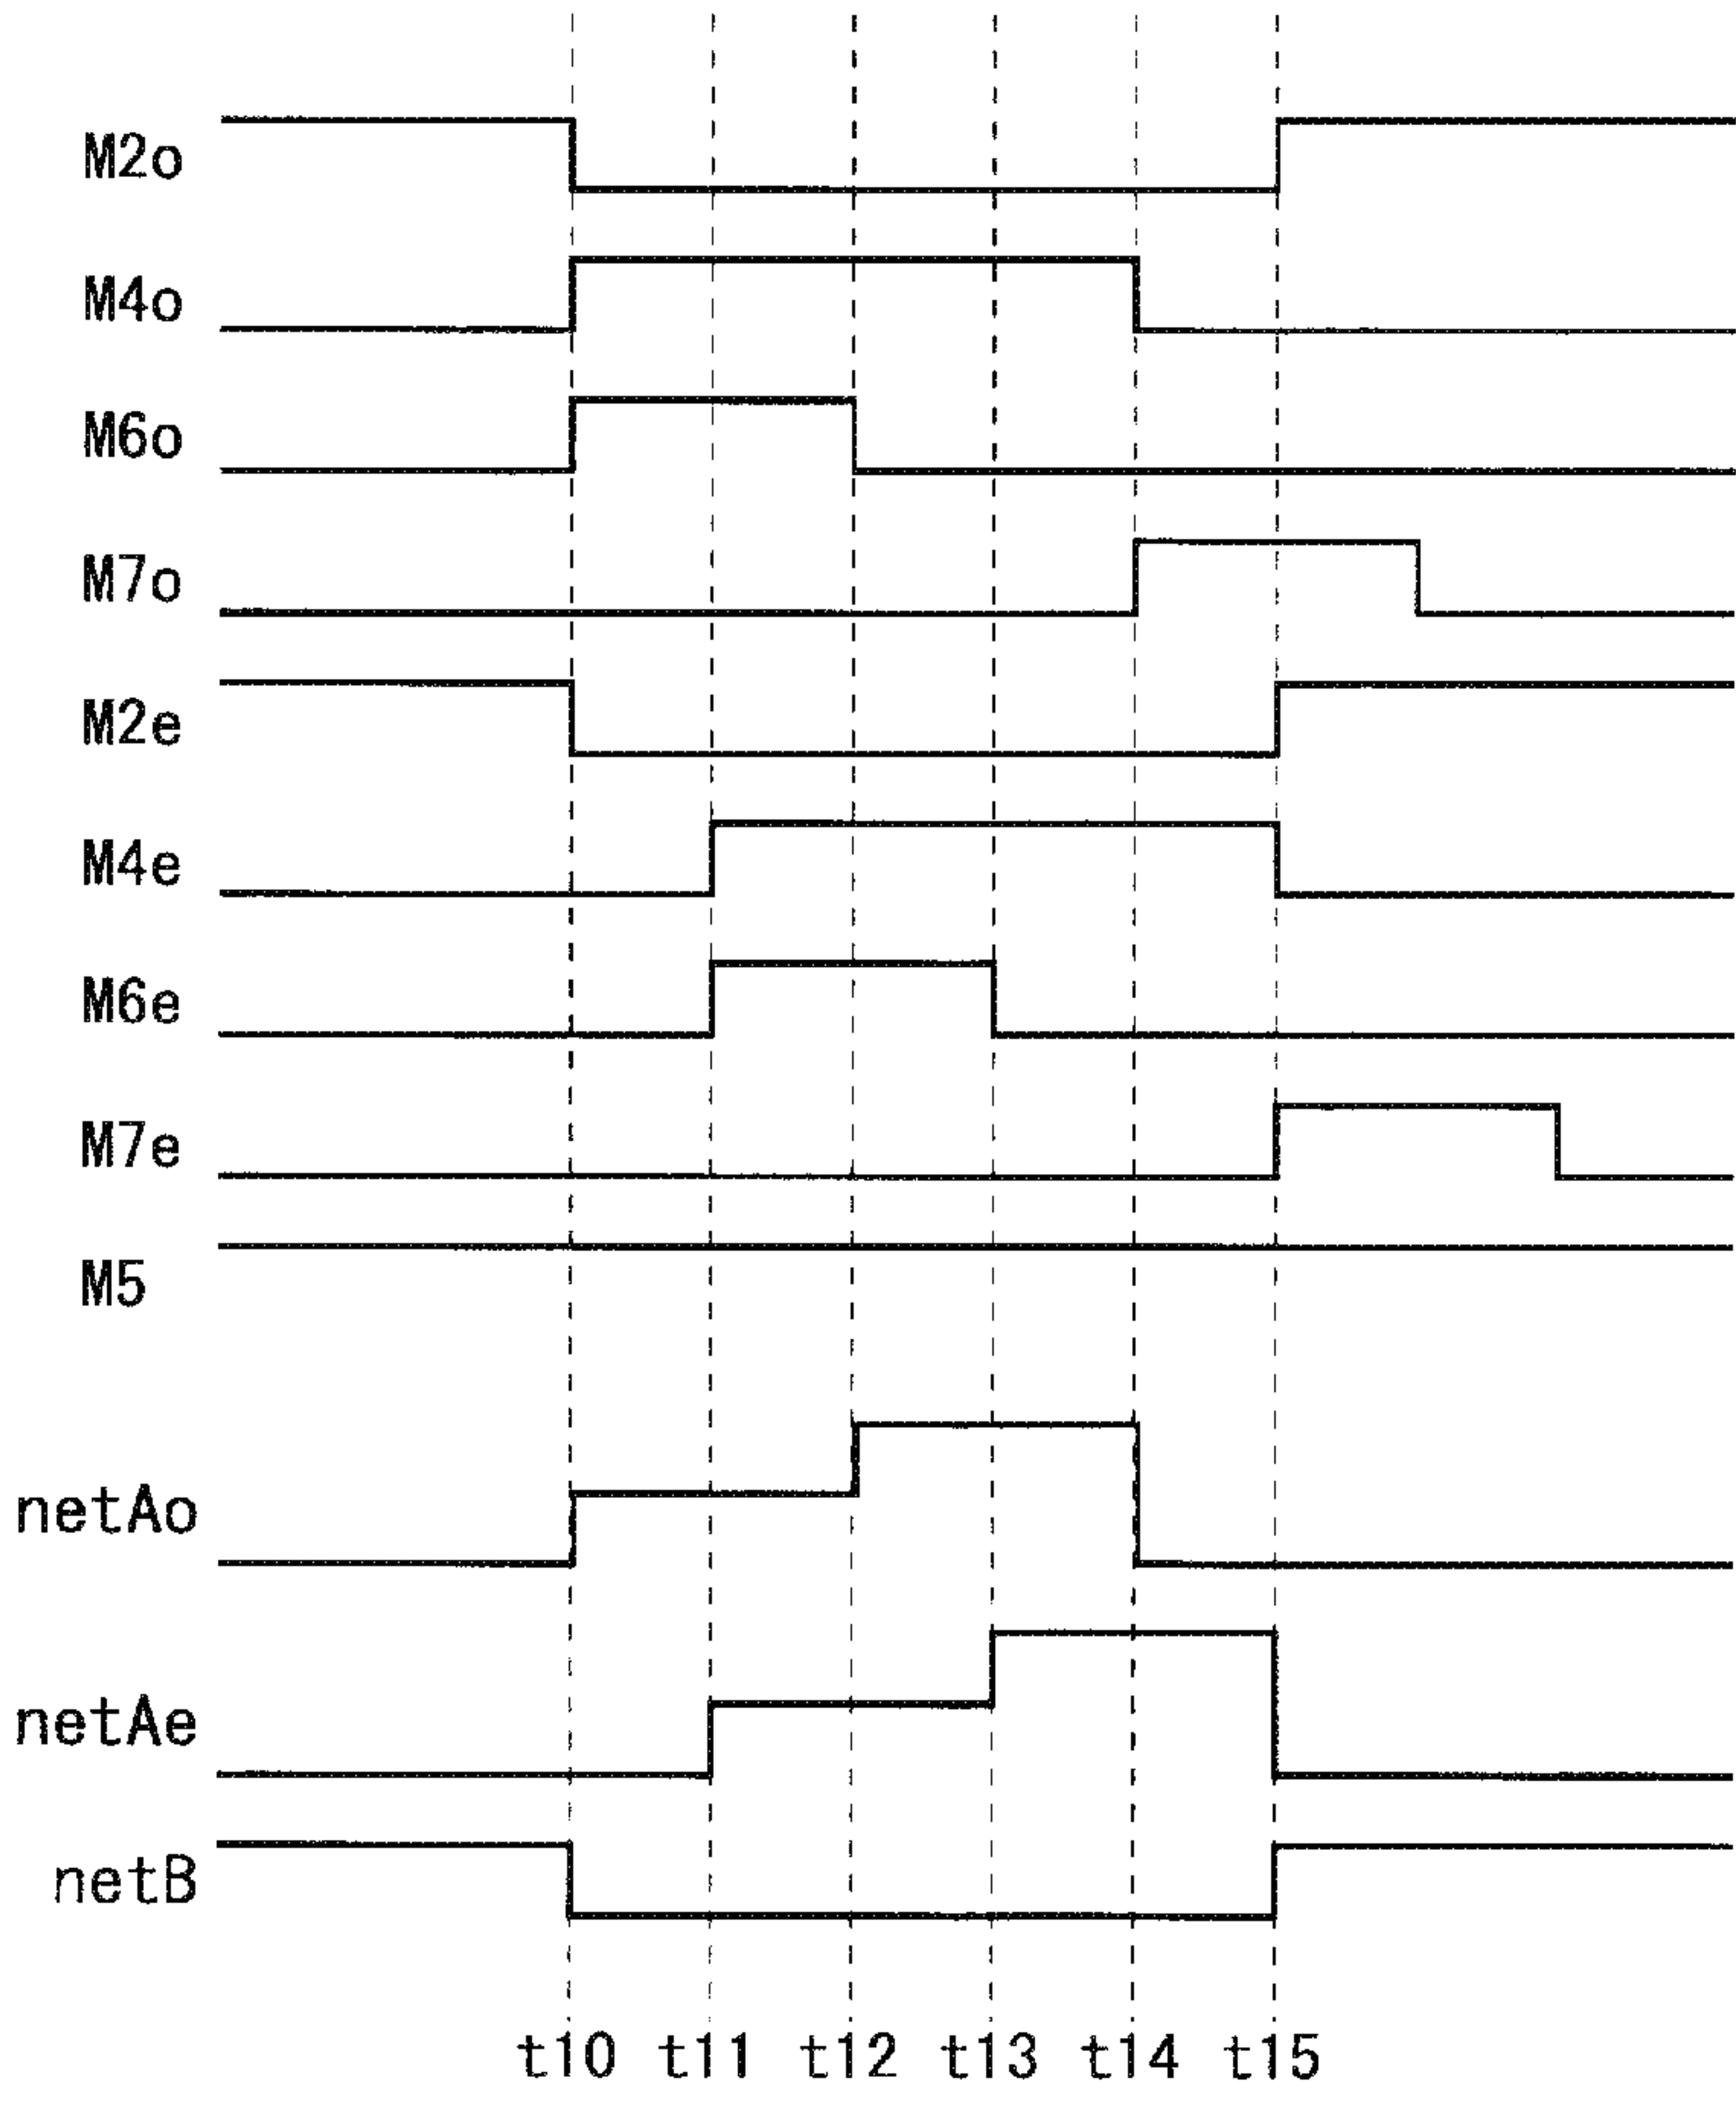 M2o
M4o
M6o
M7o
M2e
M4e
M6e
M7e
M5
netAo
netAe
netB
t10 t11 t12 t13 t14 t15